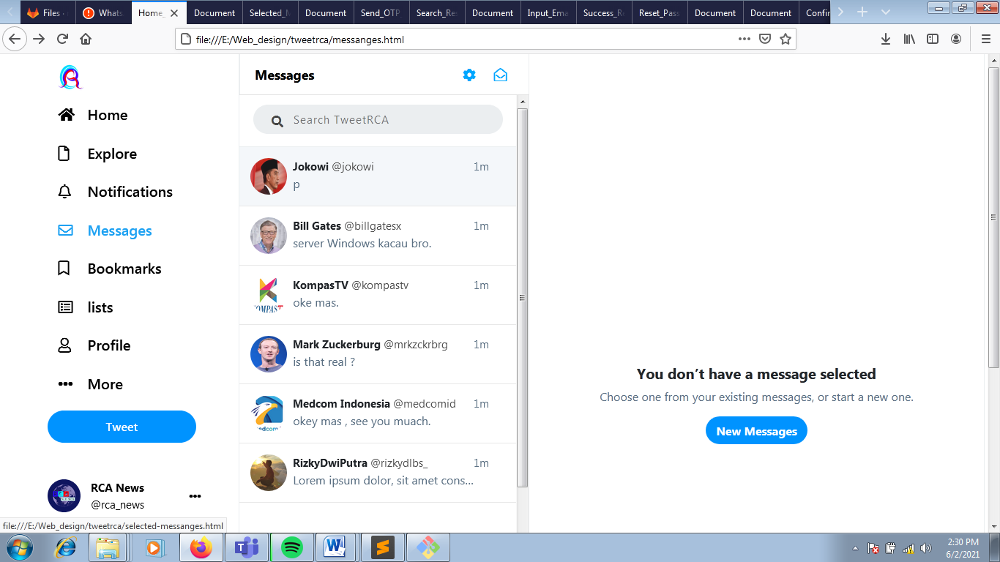 Files
Whats
Home_
Document
Selected_M
Document
Send_OTP_
Search_Res
Document
Input_Ema
Success_Re
Reset_Pass
Document
Document
Confir
file:///E:/Web_design/tweetrca/messanges.html
Home
Explore
Notifications
Messages
Bookmarks
lists
Profile
More
Tweet
RCA News
@rca_news
Messages
Search TweetRCA
Jokowi @jokowi 1m
p
Bill Gates @billgatesx 1m
server Windows kacau bro.
KompasTV @kompastv 1m
oke mas.
Mark Zuckerburg @mrkzckrbrg 1m
is that real ?
Medcom Indonesia @medcomid 1m
okey mas , see you muach.
RizkyDwiPutra @rizkydlbs_ 1m
Lorem ipsum dolor, sit amet cons...
You don’t have a message selected
Choose one from your existing messages, or start a new one.
New Messages
file:///E:/Web_design/tweetrca/selected-messanges.html
2:30 PM
6/2/2021